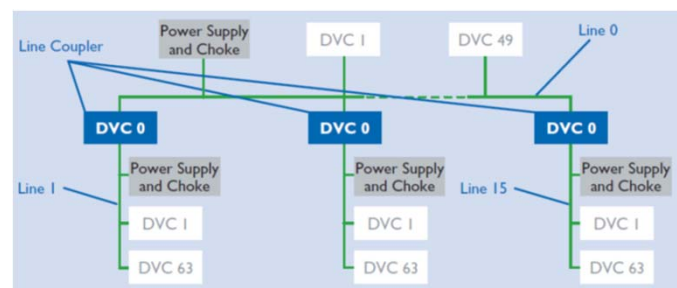 Power Supply
and Choke
DVC 1
DVC 49
Line 0
Line Coupler
DVC 0
DVC 0
DVC 0
Power Supply
and Choke
Power Supply
and Choke
Power Supply
and Choke
Line 1
Line 15
DVC 1
DVC 1
DVC 1
DVC 63
DVC 63
DVC 63